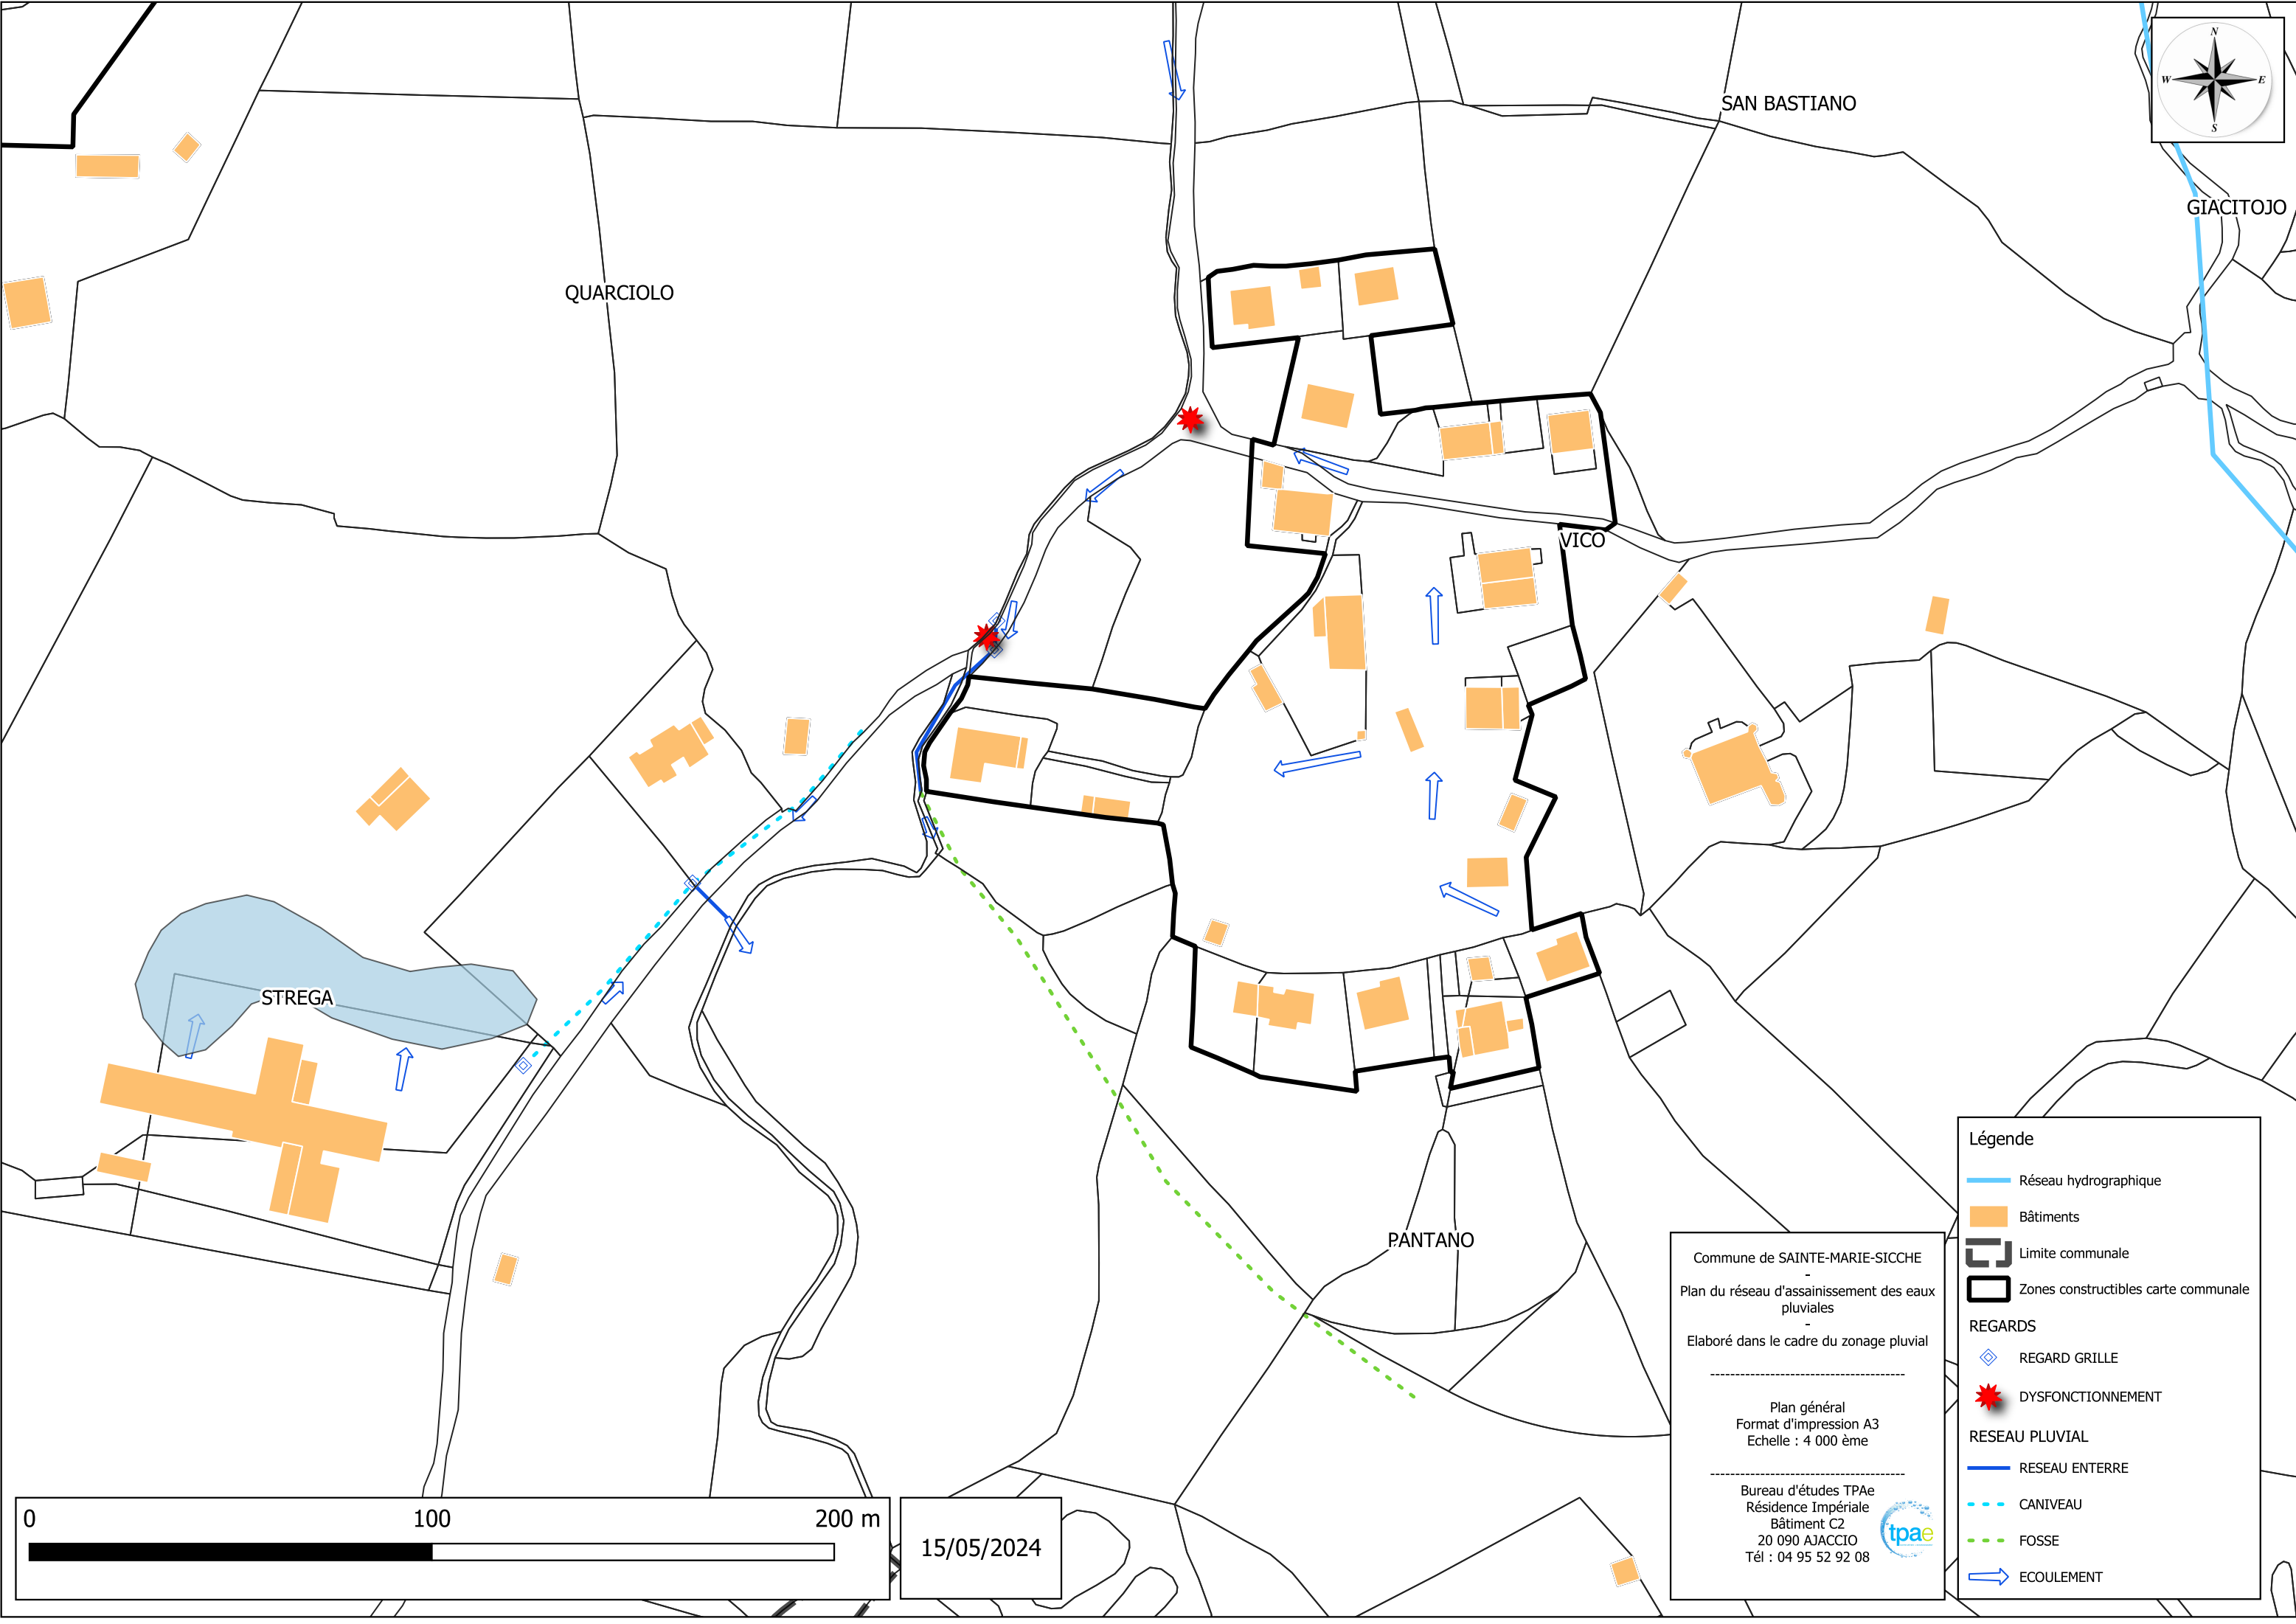 N
W
E
S
SAN BASTIANO
GIACITOJO
QUARCIOLO
VICO
STREGA
PANTANO
Légende
Réseau hydrographique
Bâtiments
Limite communale
Zones constructibles carte communale
REGARDS
REGARD GRILLE
DYSFONCTIONNEMENT
RESEAU PLUVIAL
RESEAU ENTERRE
CANIVEAU
FOSSE
ECOULEMENT
Commune de SAINTE-MARIE-SICCHE
-
Plan du réseau d'assainissement des eaux
pluviales
-
Elaboré dans le cadre du zonage pluvial
----------------------------------------
Plan général
Format d'impression A3
Echelle : 4 000 ème
----------------------------------------
Bureau d'études TPAe
Résidence Impériale
Bâtiment C2
20 090 AJACCIO
Tél : 04 95 52 92 08
tpae
0
100
200 m
15/05/2024